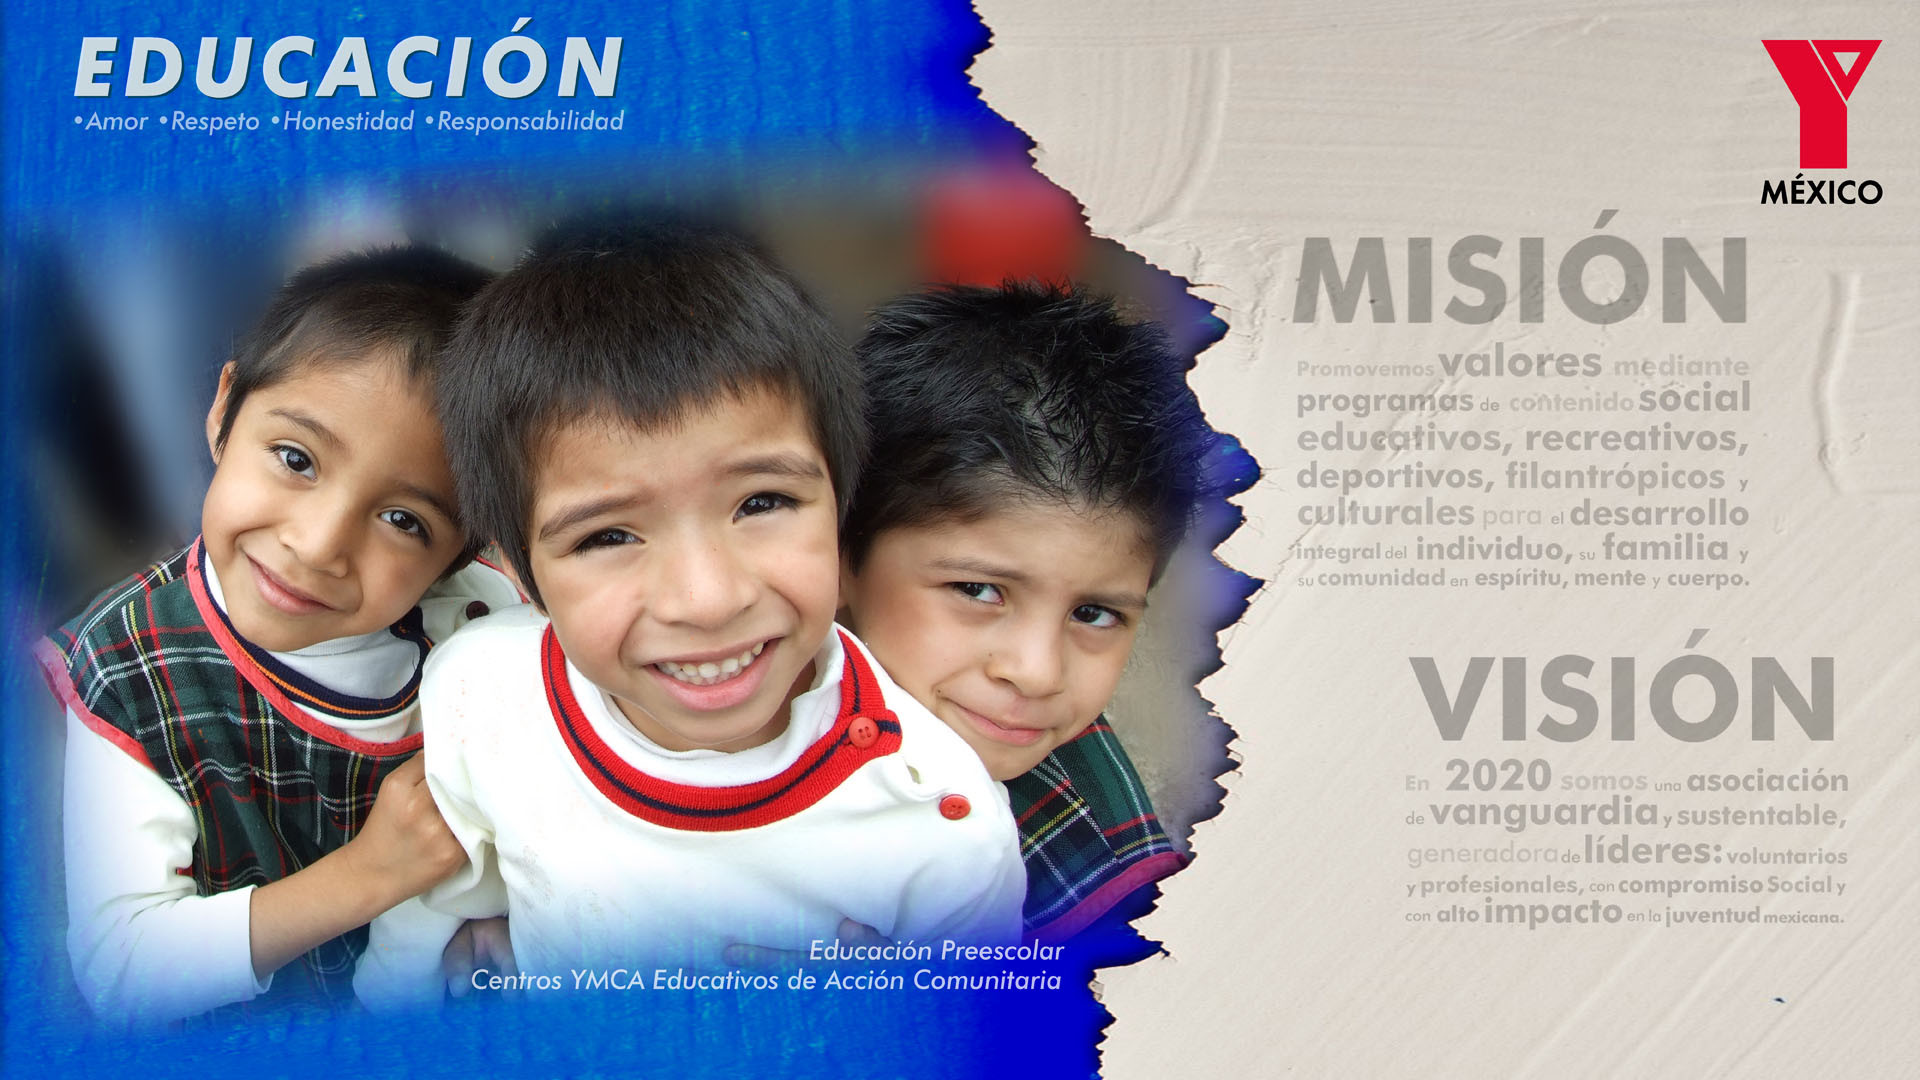 EDUCACIÓN
•Amor •Respeto •Honestidad •Responsabilidad
Educación Preescolar
Centros YMCA Educativos de Acción Comunitaria
Y
MÉXICO
MISIÓN
Promovemos valores mediante
programas de contenido social
educativos, recreativos,
deportivos, filantrópicos y
culturales para el desarrollo
integral del individuo, su familia y
su comunidad en espíritu, mente y cuerpo.
VISIÓN
En 2020 somos una asociación
de vanguardia y sustentable,
generadora de líderes: voluntarios
y profesionales, con compromiso Social y
con alto impacto en la juventud mexicana.